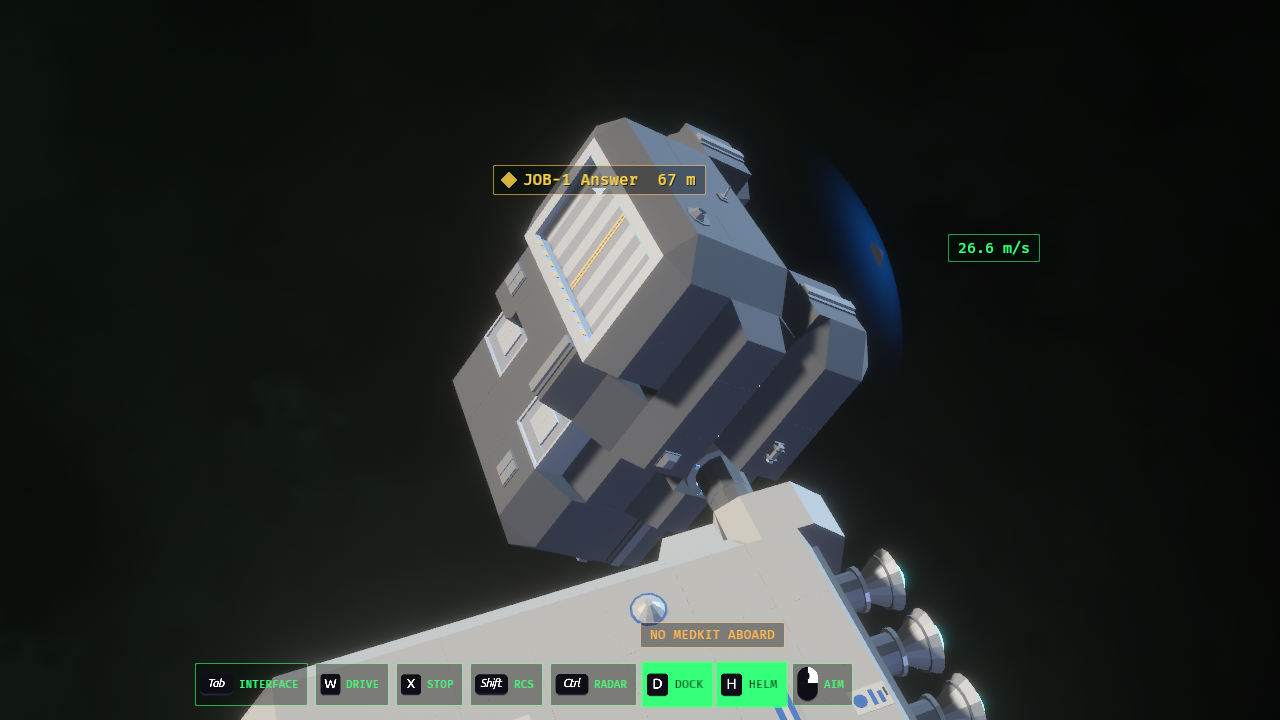 JOB-1 Answer 67 m
26.6 m/s
NO MEDKIT ABOARD
Tab INTERFACE W DRIVE X STOP Shift RCS Ctrl RADAR D DOCK H HELM AIM